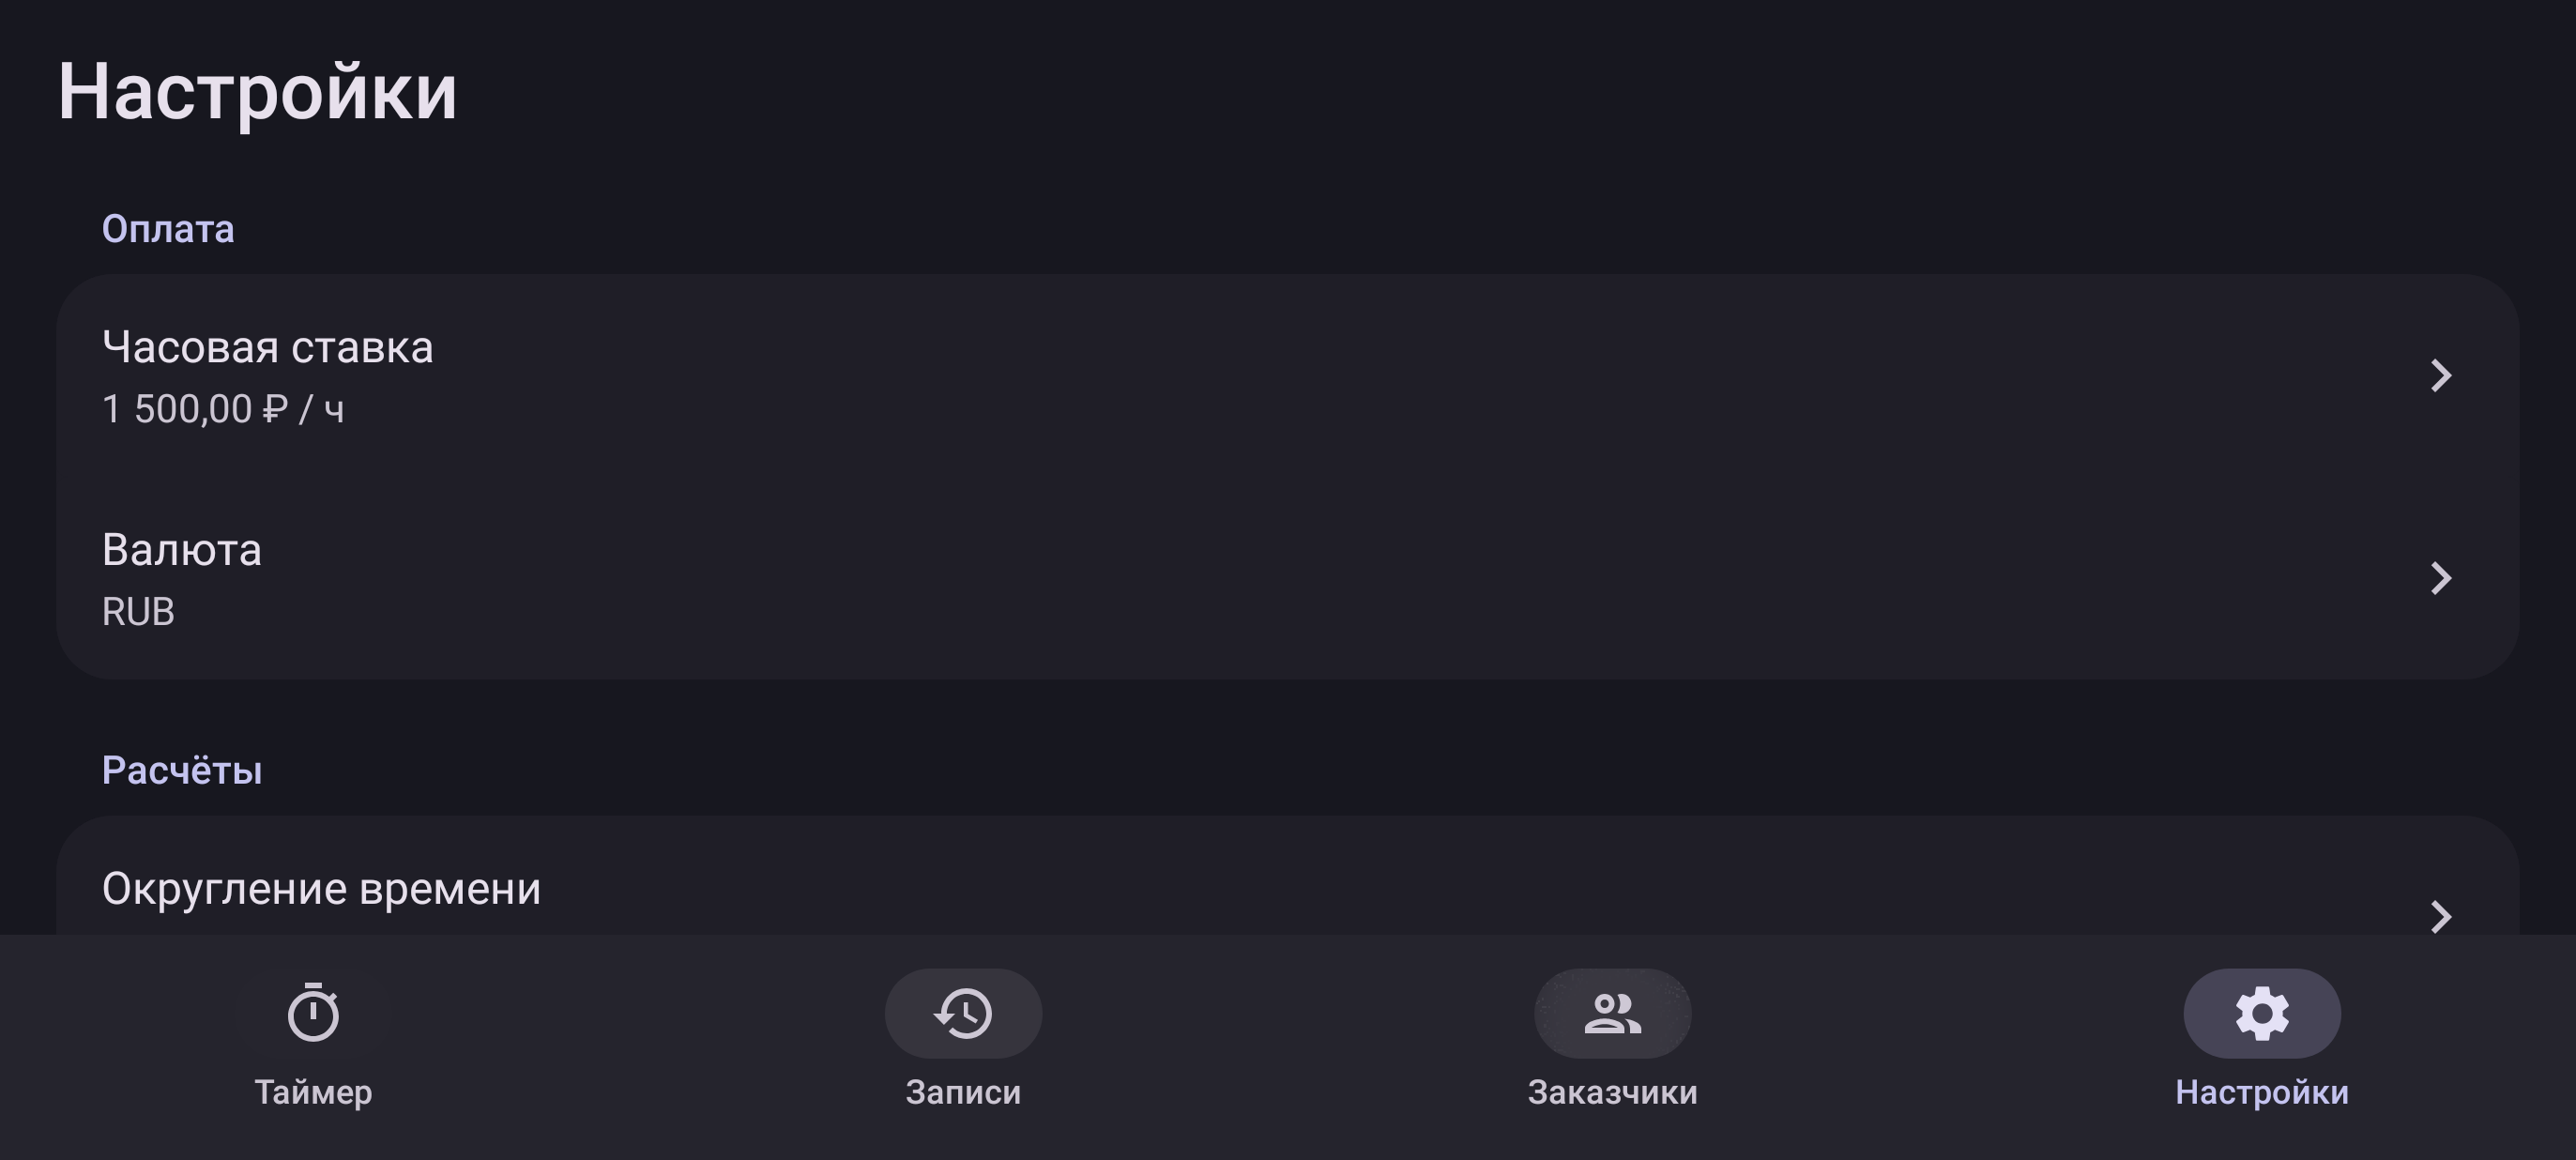 Настройки
Оплата
Часовая ставка
1 500,00 ₽ / ч
Валюта
RUB
Расчёты
Округление времени
Таймер
Записи
Заказчики
Настройки